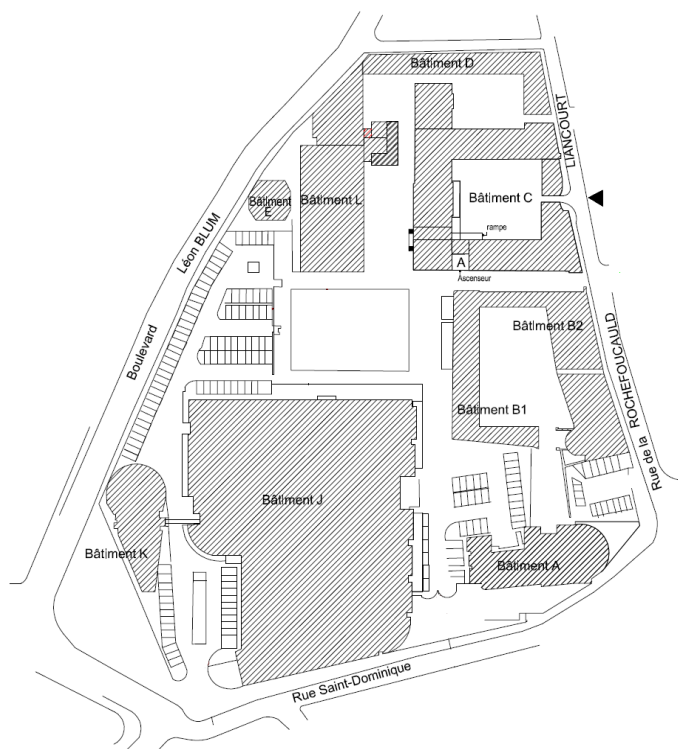 Bâtiment D
LIANCOURT
Bâtiment C
Bâtiment L
Bâtiment
E
rampe
A
Ascenseur
Léon BLUM
Boulevard
Bâtiment B2
Rue de la ROCHEFOUCAULD
Bâtiment B1
Bâtiment J
Bâtiment K
Bâtiment A
Rue Saint-Dominique